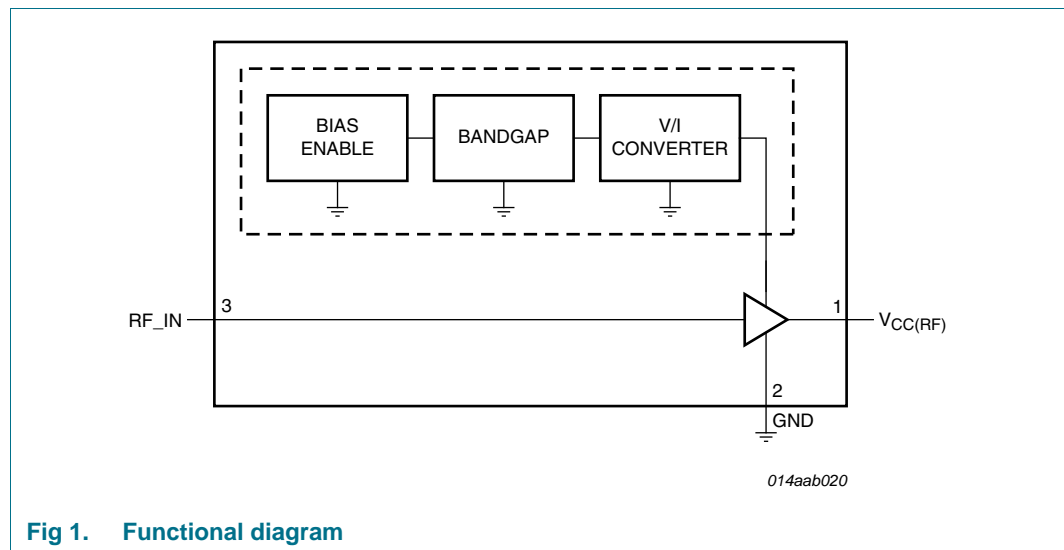 BIAS
ENABLE
BANDGAP
V/I
CONVERTER
RF_IN
3
1
VCC(RF)
2
GND
014aab020
Fig 1. Functional diagram